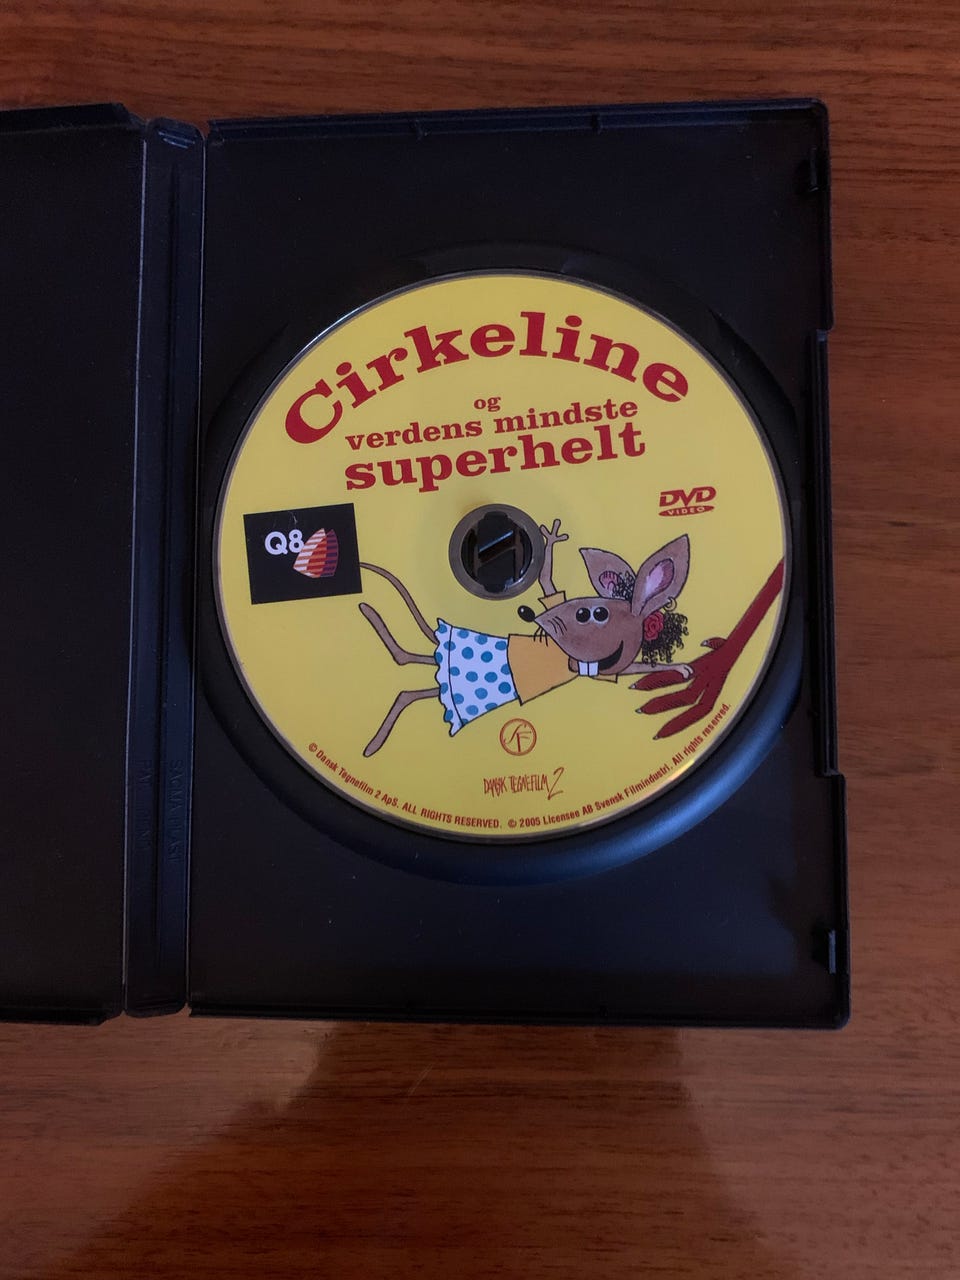 Cirkeline
og
verdens mindste
superhelt
DVD
VIDEO
Q8
SF
DANSK TEGNEFILM 2
© Dansk Tegnefilm 2 ApS. ALL RIGHTS RESERVED. © 2005 Licensee AB Svensk Filmindustri. All rights reserved.